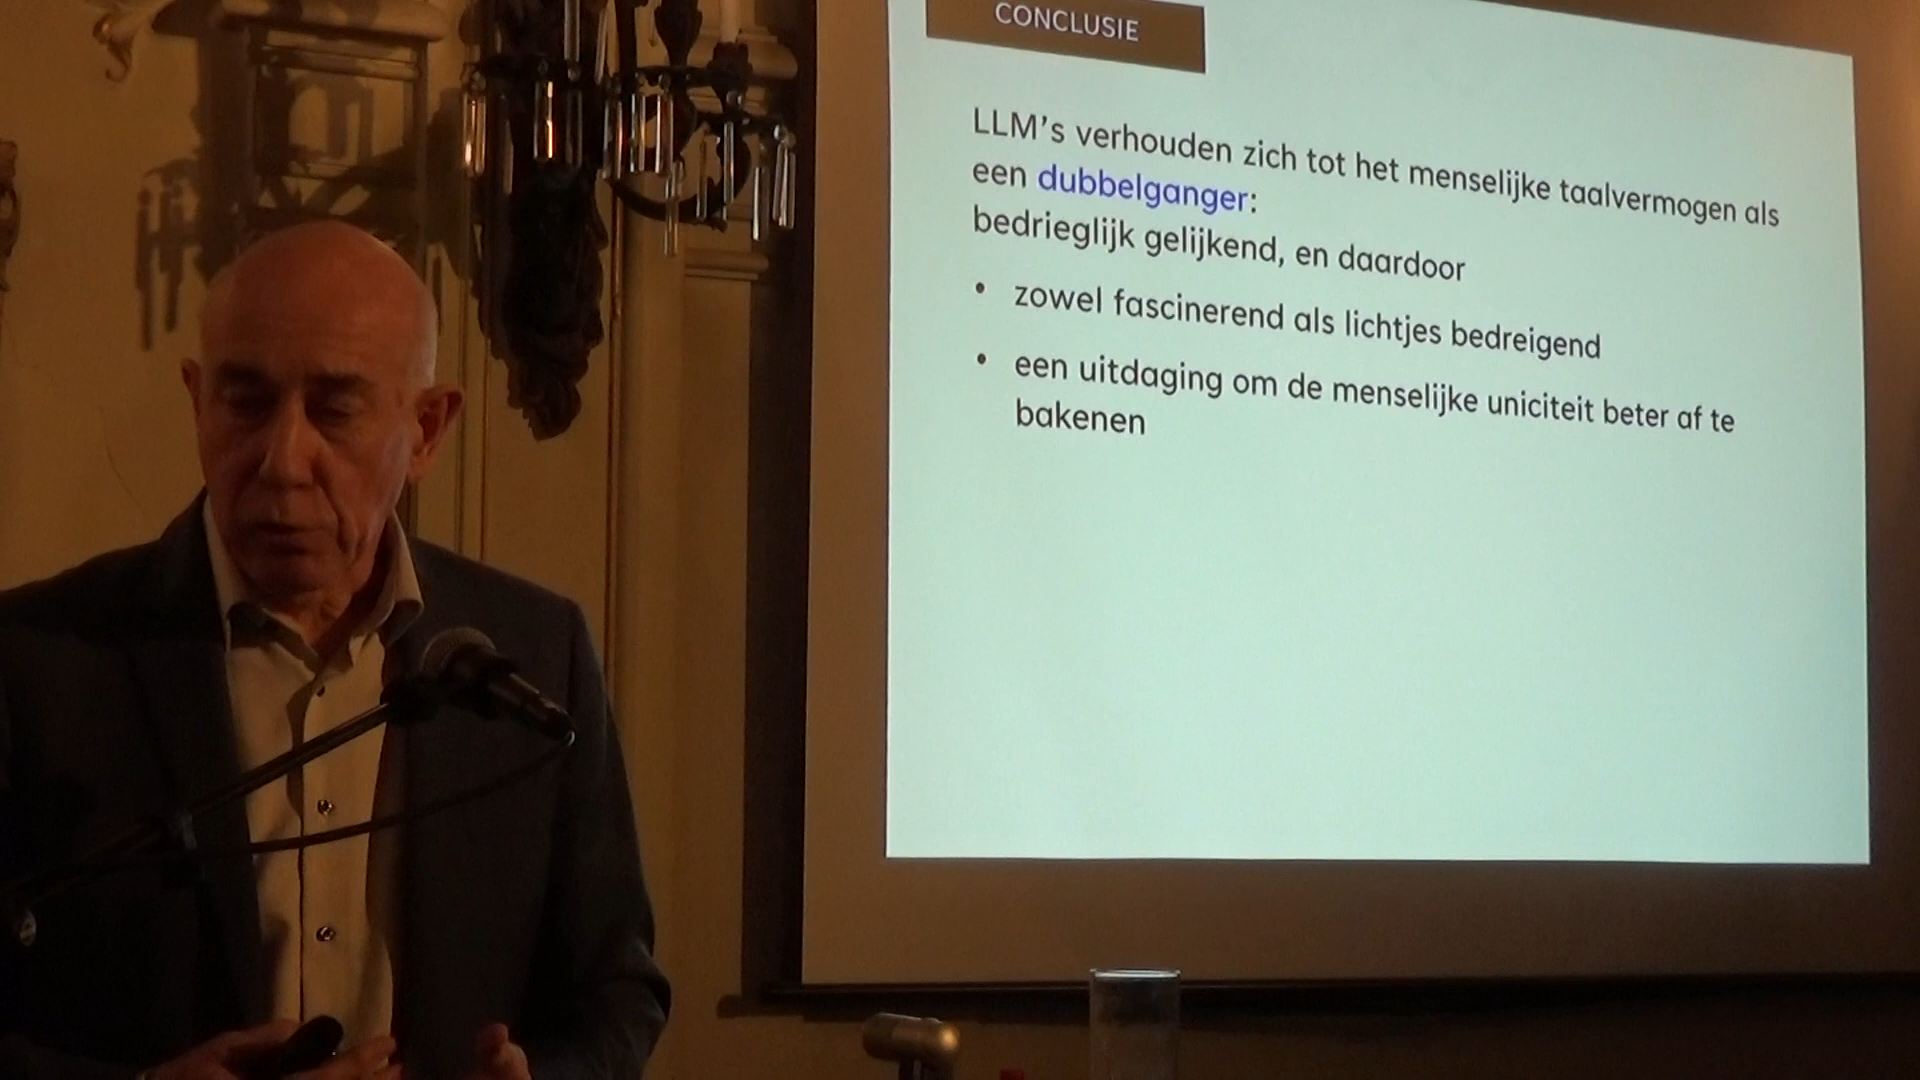 CONCLUSIE
LLM's verhouden zich tot het menselijke taalvermogen als
een dubbelganger:
bedrieglijk gelijkend, en daardoor
• zowel fascinerend als lichtjes bedreigend
• een uitdaging om de menselijke uniciteit beter af te
bakenen